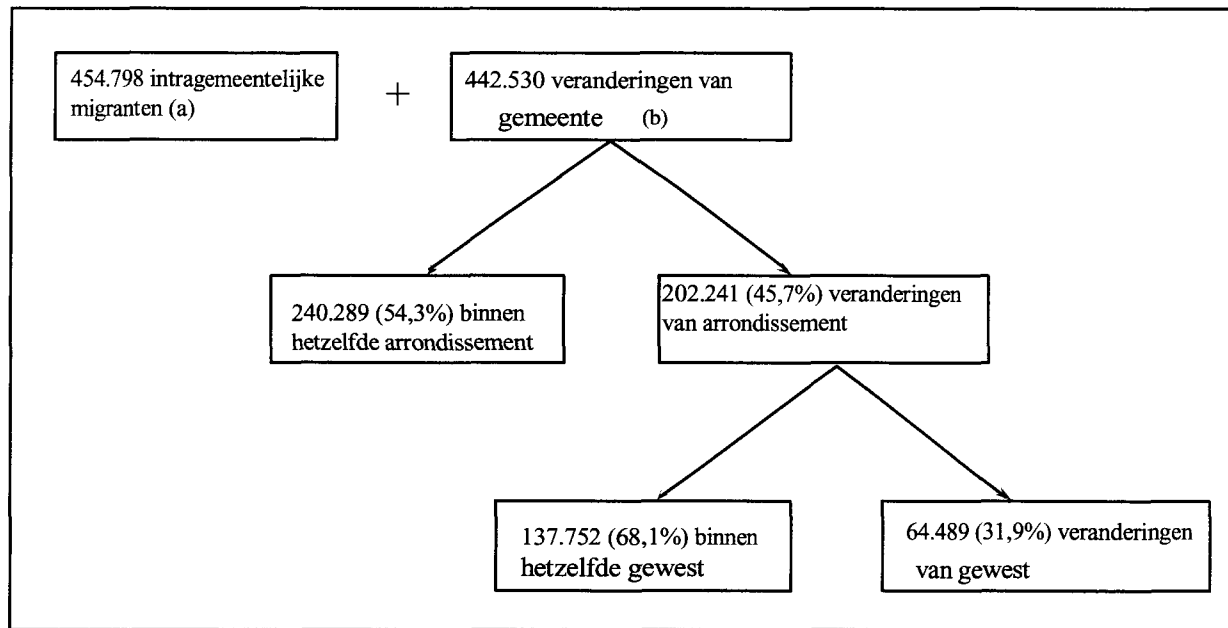 454.798 intragemeentelijke
migranten (a)
+
442.530 veranderingen van
gemeente (b)
240.289 (54,3%) binnen
hetzelfde arrondissement
202.241 (45,7%) veranderingen
van arrondissement
137.752 (68,1%) binnen
hetzelfde gewest
64.489 (31,9%) veranderingen
van gewest